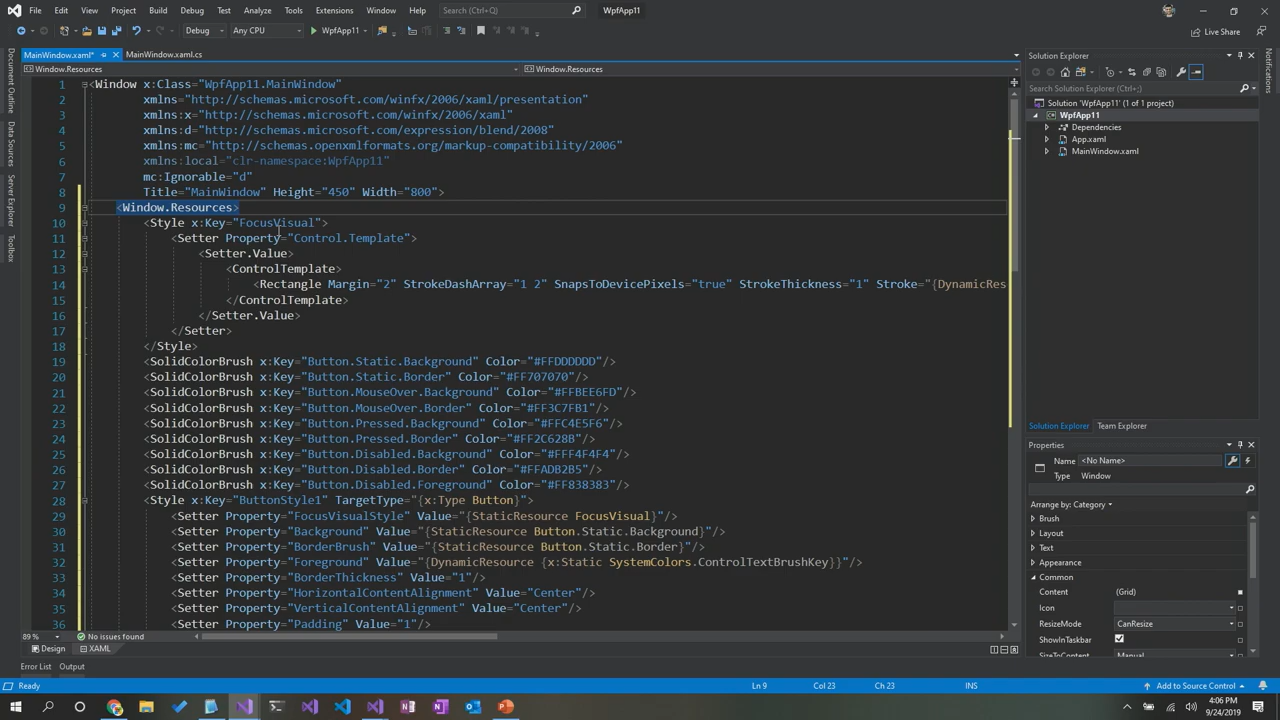 File Edit View Project Build Debug Test Analyze Tools Extensions Window Help Search (Ctrl+Q) WpfApp11
Debug Any CPU WpfApp11 Live Share
MainWindow.xaml* MainWindow.xaml.cs
Window.Resources Window.Resources
1 <Window x:Class="WpfApp11.MainWindow"
2 xmlns="http://schemas.microsoft.com/winfx/2006/xaml/presentation"
3 xmlns:x="http://schemas.microsoft.com/winfx/2006/xaml"
4 xmlns:d="http://schemas.microsoft.com/expression/blend/2008"
5 xmlns:mc="http://schemas.openxmlformats.org/markup-compatibility/2006"
6 xmlns:local="clr-namespace:WpfApp11"
7 mc:Ignorable="d"
8 Title="MainWindow" Height="450" Width="800">
9 <Window.Resources>
10 <Style x:Key="FocusVisual">
11 <Setter Property="Control.Template">
12 <Setter.Value>
13 <ControlTemplate>
14 <Rectangle Margin="2" StrokeDashArray="1 2" SnapsToDevicePixels="true" StrokeThickness="1" Stroke="{DynamicRes
15 </ControlTemplate>
16 </Setter.Value>
17 </Setter>
18 </Style>
19 <SolidColorBrush x:Key="Button.Static.Background" Color="#FFDDDDDD"/>
20 <SolidColorBrush x:Key="Button.Static.Border" Color="#FF707070"/>
21 <SolidColorBrush x:Key="Button.MouseOver.Background" Color="#FFBEE6FD"/>
22 <SolidColorBrush x:Key="Button.MouseOver.Border" Color="#FF3C7FB1"/>
23 <SolidColorBrush x:Key="Button.Pressed.Background" Color="#FFC4E5F6"/>
24 <SolidColorBrush x:Key="Button.Pressed.Border" Color="#FF2C628B"/>
25 <SolidColorBrush x:Key="Button.Disabled.Background" Color="#FFF4F4F4"/>
26 <SolidColorBrush x:Key="Button.Disabled.Border" Color="#FFADB2B5"/>
27 <SolidColorBrush x:Key="Button.Disabled.Foreground" Color="#FF838383"/>
28 <Style x:Key="ButtonStyle1" TargetType="{x:Type Button}">
29 <Setter Property="FocusVisualStyle" Value="{StaticResource FocusVisual}"/>
30 <Setter Property="Background" Value="{StaticResource Button.Static.Background}"/>
31 <Setter Property="BorderBrush" Value="{StaticResource Button.Static.Border}"/>
32 <Setter Property="Foreground" Value="{DynamicResource {x:Static SystemColors.ControlTextBrushKey}}"/>
33 <Setter Property="BorderThickness" Value="1"/>
34 <Setter Property="HorizontalContentAlignment" Value="Center"/>
35 <Setter Property="VerticalContentAlignment" Value="Center"/>
36 <Setter Property="Padding" Value="1"/>
89 % No issues found
Design XAML
Error List Output
Ready Ln 9 Col 23 Ch 23 INS Add to Source Control
Document Outline
Data Sources
Server Explorer
Toolbox
Solution Explorer
Search Solution Explorer (Ctrl+;)
Solution 'WpfApp11' (1 of 1 project)
WpfApp11
Dependencies
App.xaml
MainWindow.xaml
Solution Explorer Team Explorer
Properties
Name <No Name>
Type Window
Arrange by: Category
Brush
Layout
Text
Appearance
Common
Content (Grid)
Icon
ResizeMode CanResize
ShowInTaskbar
SizeToContent Manual
Notifications
4:06 PM
9/24/2019